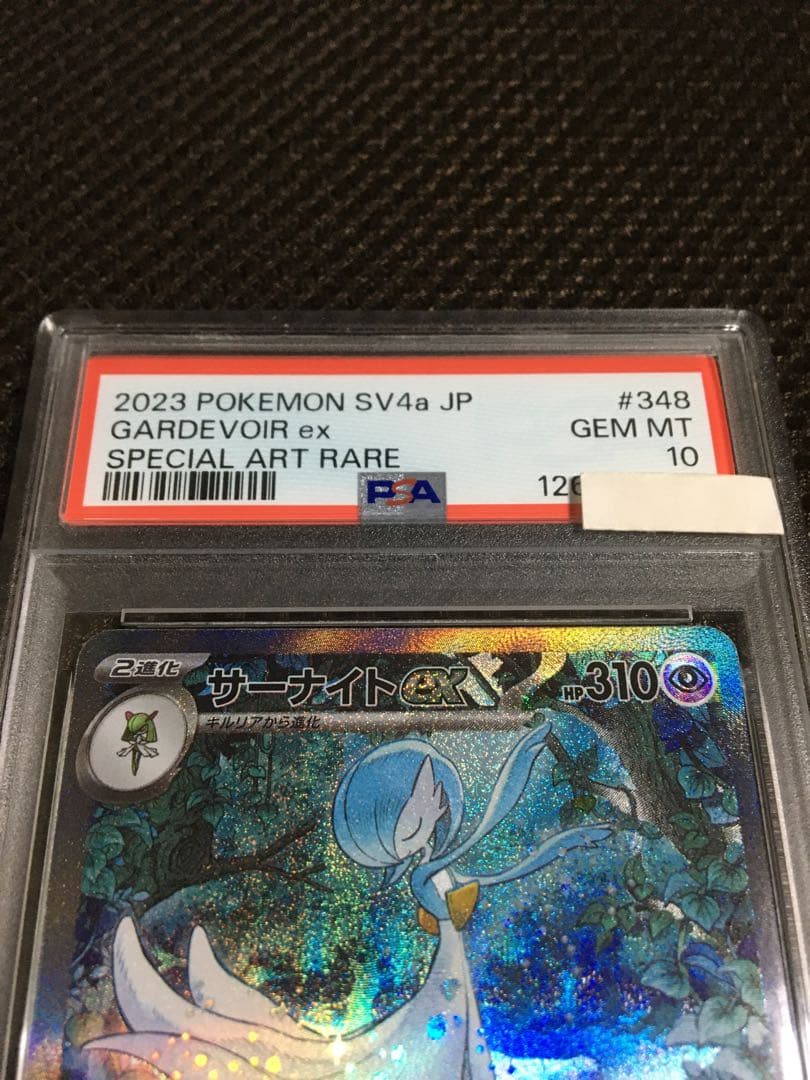 2023 POKEMON SV4a JP #348
GARDEVOIR ex GEM MT
SPECIAL ART RARE 10
PSA 126
2進化 サーナイトex HP310
キルリアから進化